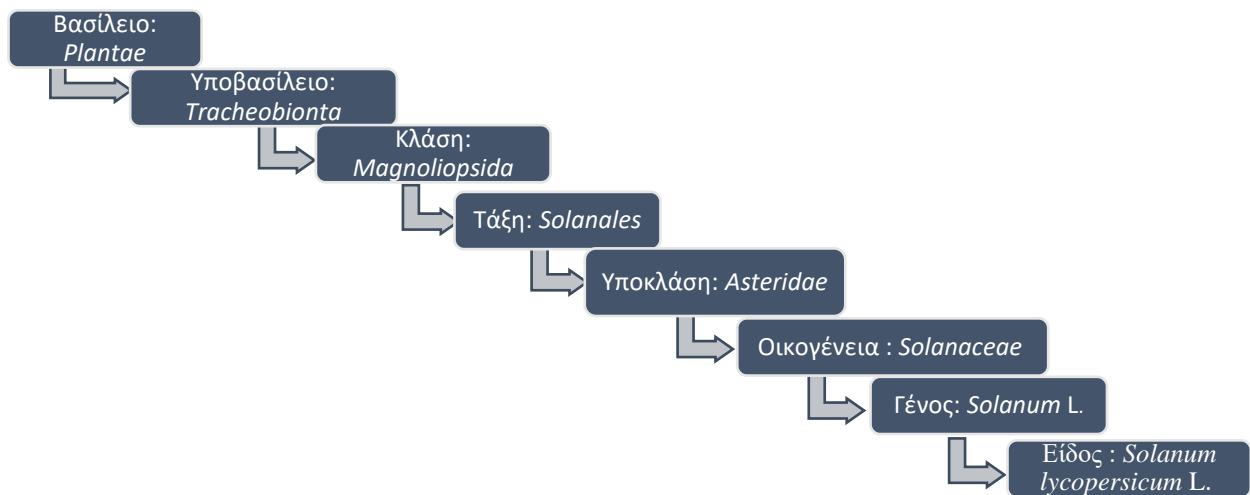 Βασίλειο:
Plantae
Υποβασίλειο:
Tracheobionta
Κλάση:
Magnoliopsida
Τάξη: Solanales
Υποκλάση: Asteridae
Οικογένεια : Solanaceae
Γένος: Solanum L.
Είδος : Solanum
lycopersicum L.